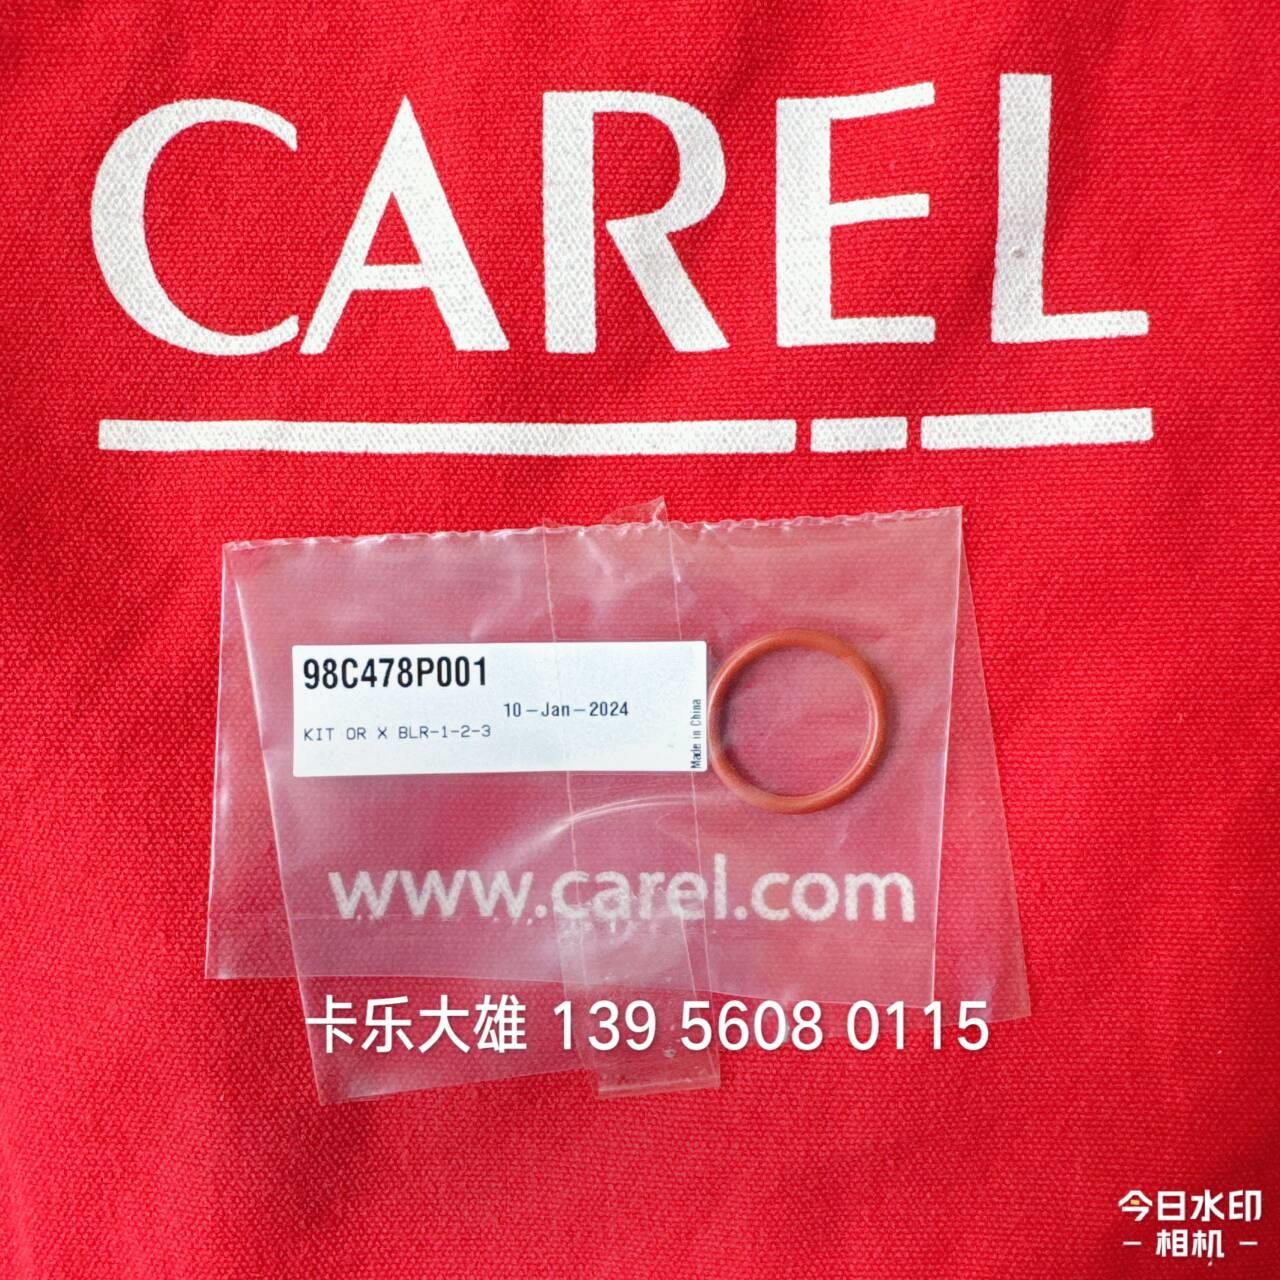 CAREL
98C478P001
10-Jan-2024
KIT OR X BLR-1-2-3
Made in China
www.carel.com
卡乐大雄 139 5608 0115
今日水印
- 相机 -